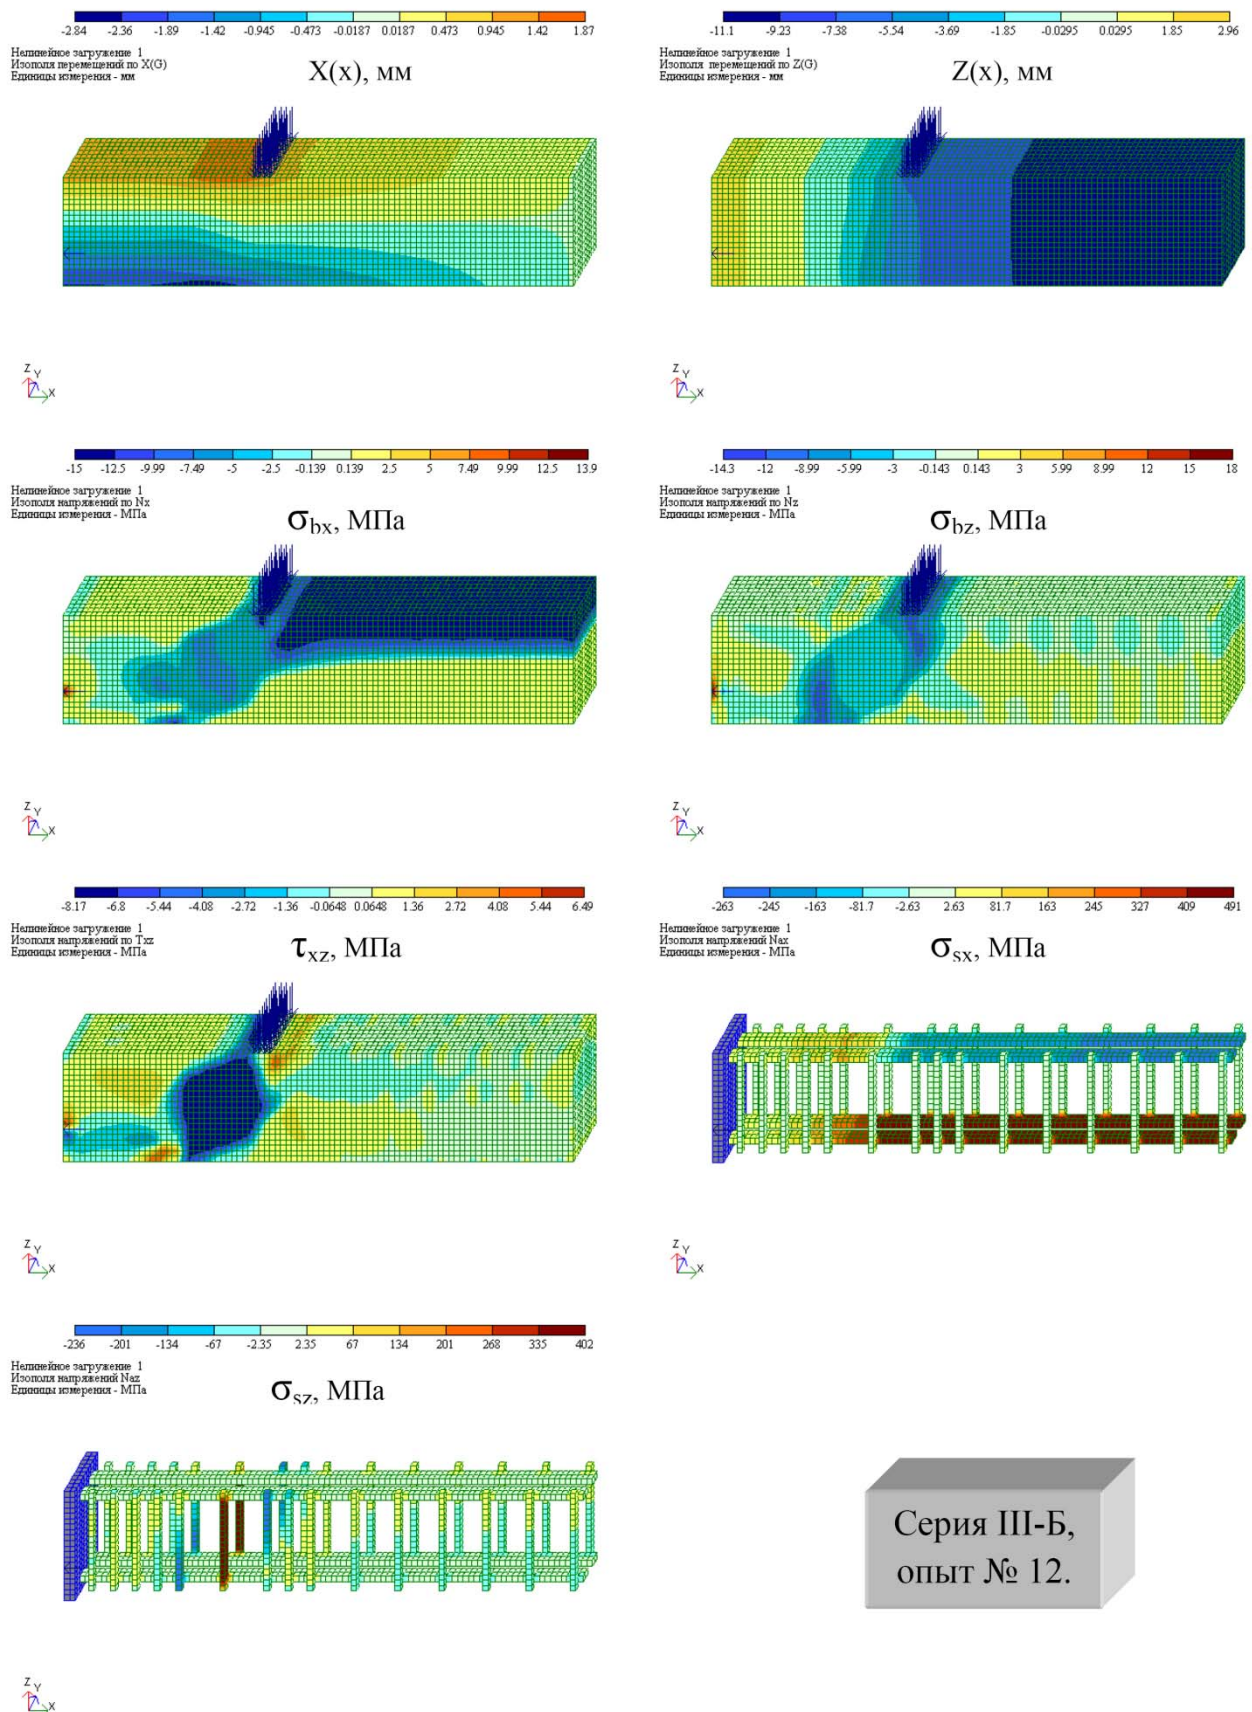 -2.84 -2.36 -1.89 -1.42 -0.945 -0.473 -0.0187 0.0187 0.473 0.945 1.42 1.87
Нелинейное загружение 1
Изополя перемещений по X(G)
Единицы измерения - мм
X(x), мм
Z Y X
-11.1 -9.23 -7.38 -5.54 -3.69 -1.85 -0.0295 0.0295 1.85 2.96
Нелинейное загружение 1
Изополя перемещений по Z(G)
Единицы измерения - мм
Z(x), мм
Z Y X
-15 -12.5 -9.99 -7.49 -5 -2.5 -0.139 0.139 2.5 5 7.49 9.99 12.5 13.9
Нелинейное загружение 1
Изополя напряжений по Nx
Единицы измерения - МПа
σbx, МПа
Z Y X
-14.3 -12 -8.99 -5.99 -3 -0.143 0.143 3 5.99 8.99 12 15 18
Нелинейное загружение 1
Изополя напряжений по Nz
Единицы измерения - МПа
σbz, МПа
Z Y X
-8.17 -6.8 -5.44 -4.08 -2.72 -1.36 -0.0648 0.0648 1.36 2.72 4.08 5.44 6.49
Нелинейное загружение 1
Изополя напряжений по Txz
Единицы измерения - МПа
τxz, МПа
Z Y X
-263 -245 -163 -81.7 -2.63 2.63 81.7 163 245 327 409 491
Нелинейное загружение 1
Изополя напряжений Nax
Единицы измерения - МПа
σsx, МПа
Z Y X
-236 -201 -134 -67 -2.35 2.35 67 134 201 268 335 402
Нелинейное загружение 1
Изополя напряжений Naz
Единицы измерения - МПа
σsz, МПа
Z Y X
Серия III-Б,
опыт № 12.